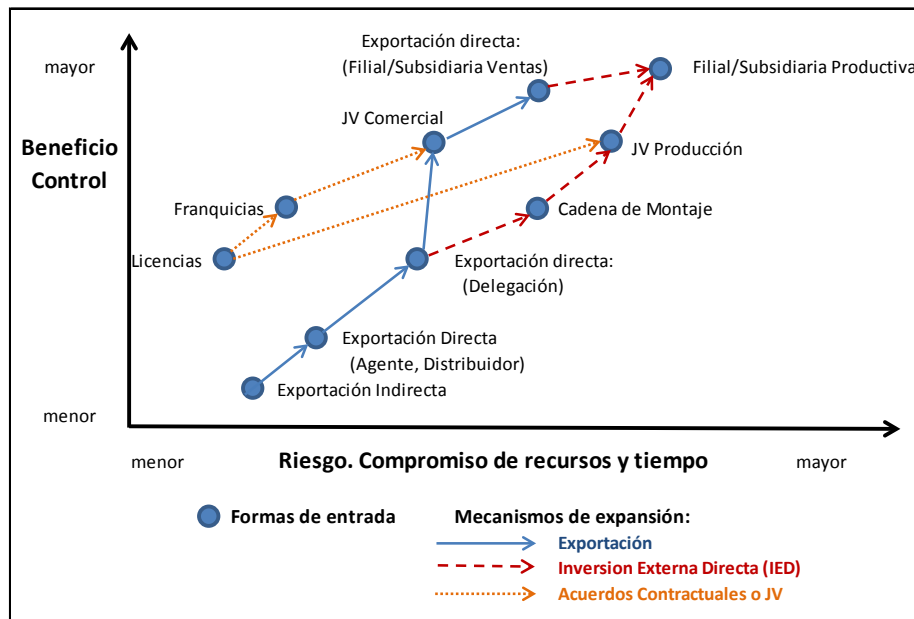 Exportación directa:
(Filial/Subsidiaria Ventas)
mayor
Filial/Subsidiaria Productiva
JV Comercial
Beneficio
Control
JV Producción
Franquicias
Cadena de Montaje
Licencias
Exportación directa:
(Delegación)
Exportación Directa
(Agente, Distribuidor)
Exportación Indirecta
menor
menor
Riesgo. Compromiso de recursos y tiempo
mayor
Formas de entrada
Mecanismos de expansión:
Exportación
Inversion Externa Directa (IED)
Acuerdos Contractuales o JV